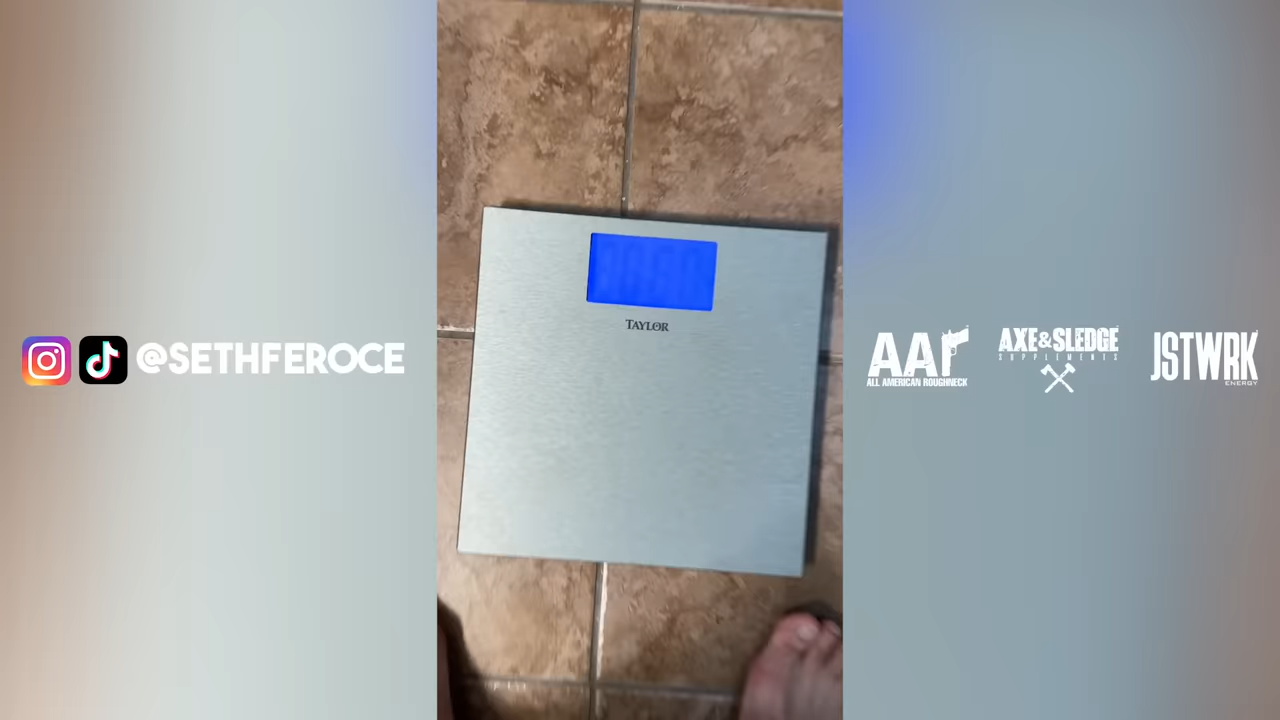 @SETHFEROCE
TAYLOR
AAR
ALL AMERICAN ROUGHNECK
AXE&SLEDGE
SUPPLEMENTS
JSTWRK
ENERGY